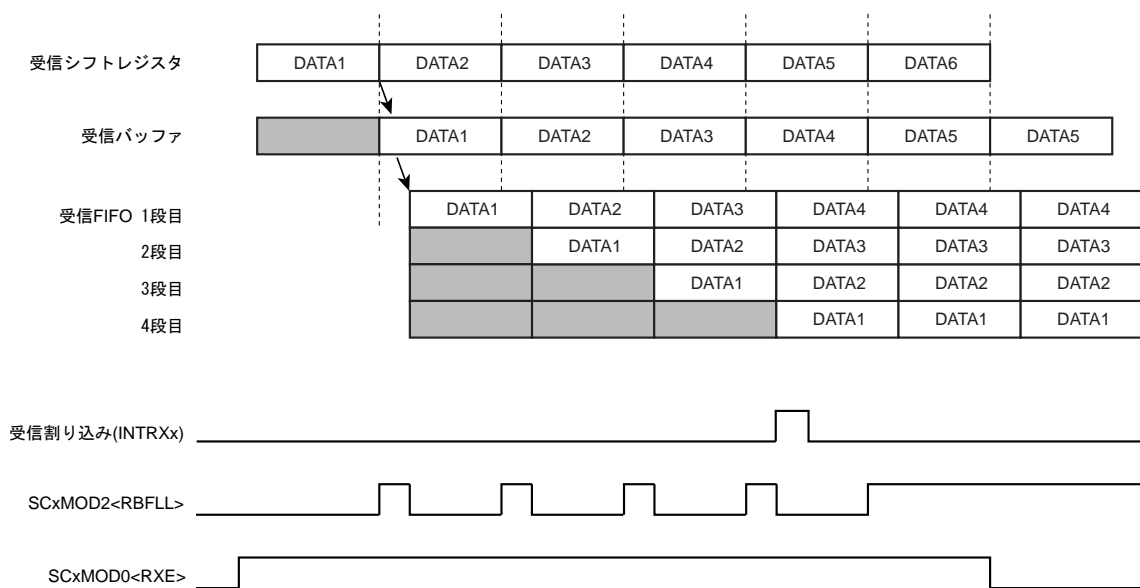 受信シフトレジスタ DATA1 DATA2 DATA3 DATA4 DATA5 DATA6
受信バッファ DATA1 DATA2 DATA3 DATA4 DATA5 DATA5
受信FIFO 1段目 DATA1 DATA2 DATA3 DATA4 DATA4 DATA4
2段目 DATA1 DATA2 DATA3 DATA3 DATA3
3段目 DATA1 DATA2 DATA2 DATA2
4段目 DATA1 DATA1 DATA1
受信割り込み(INTRXx)
SCxMOD2<RBFLL>
SCxMOD0<RXE>